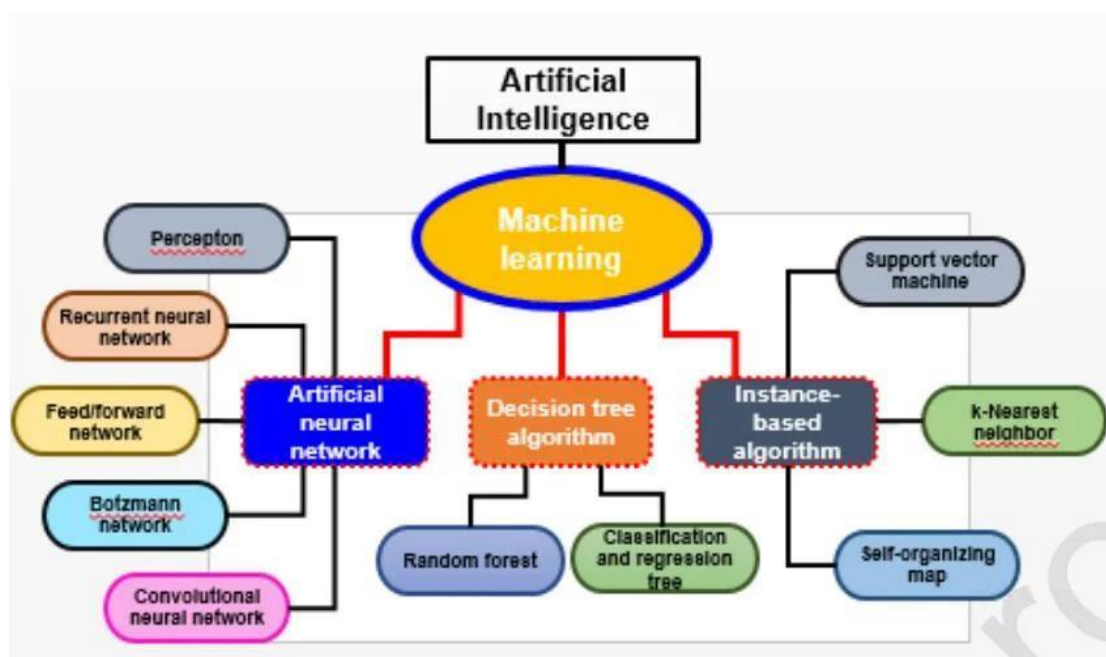 Artificial
Intelligence
Machine
learning
Percepton
Recurrent neural
network
Feed/forward
network
Botzmann
network
Convolutional
neural network
Artificial
neural
network
Decision tree
algorithm
Instance-
based
algorithm
Random forest
Classification
and regression
tree
Support vector
machine
k-Nearest
neighbor
Self-organizing
map